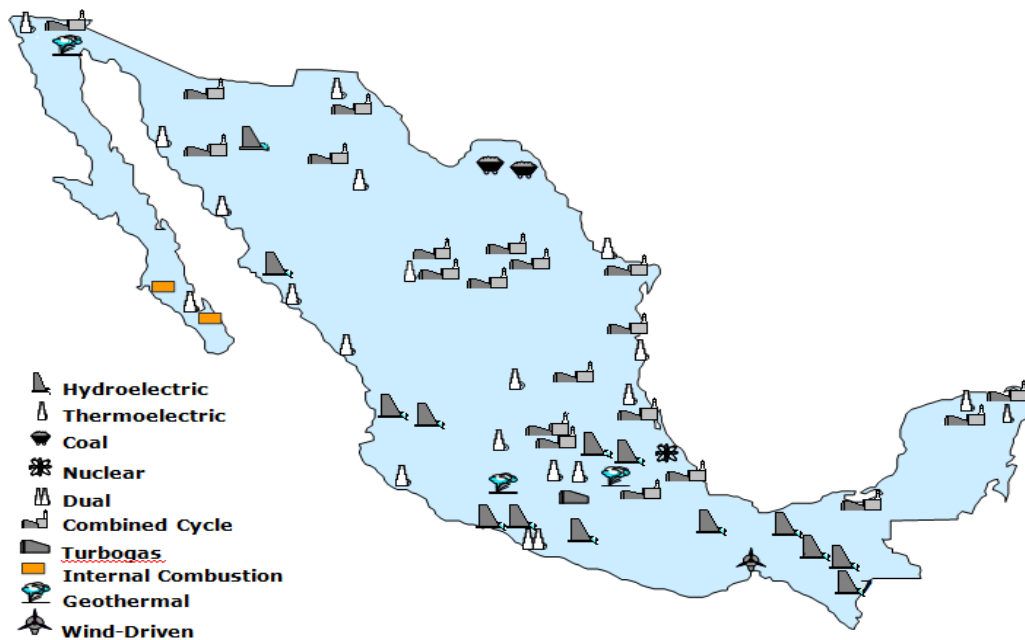 Hydroelectric
Thermoelectric
Coal
Nuclear
Dual
Combined Cycle
Turbogas
Internal Combustion
Geothermal
Wind-Driven